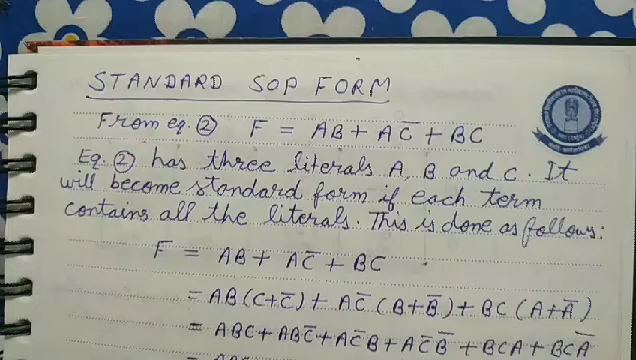 STANDARD SOP FORM
From eq. ② F = AB + AC̅ + BC
Eq. ② has three literals A, B and C. It
will become standard form if each term
contains all the literals. This is done as follows:
F = AB + AC̅ + BC
= AB(C+C̅) + AC̅(B+B̅) + BC(A+A̅)
= ABC + ABC̅ + AC̅B + AC̅B̅ + BCA + BCA̅